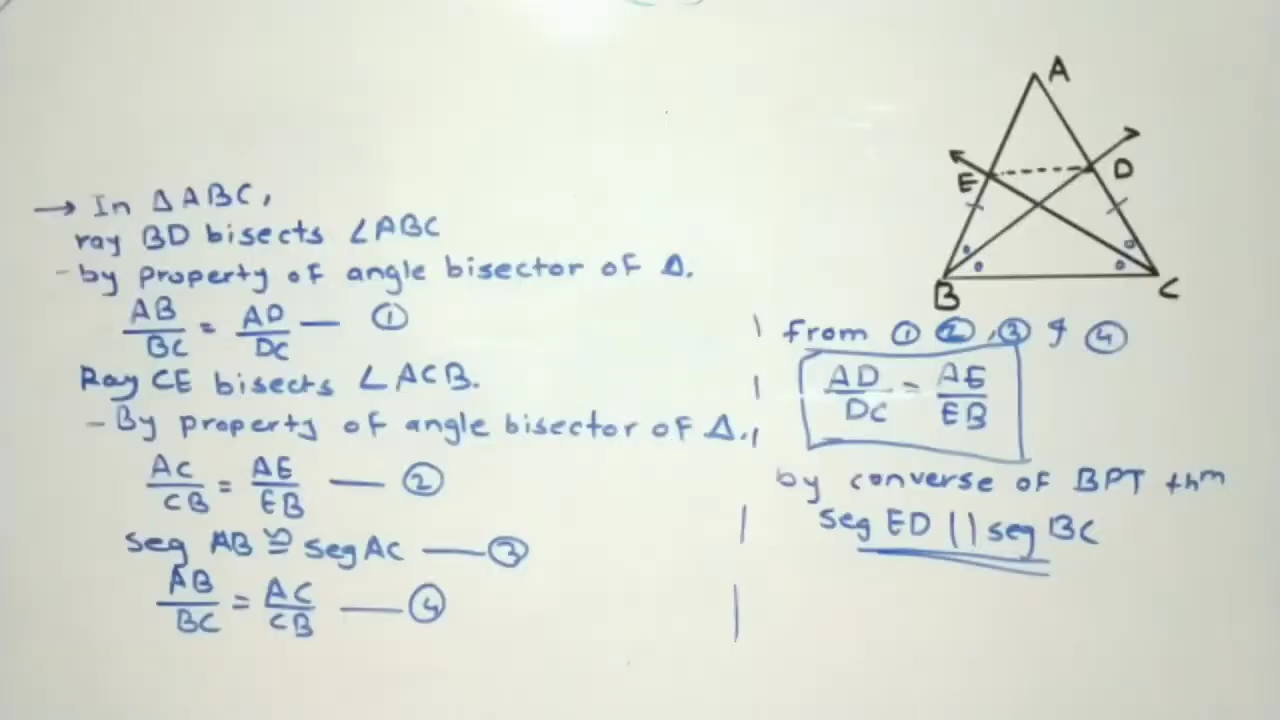 → In ΔABC,
ray BD bisects ∠ABC
- by property of angle bisector of Δ.
AB/BC = AD/DC — ①
Ray CE bisects ∠ACB.
- By property of angle bisector of Δ.
AC/CB = AE/EB — ②
seg AB ≅ seg AC — ③
AB/BC = AC/CB — ④
A
E D
B C
from ① ②, ③ & ④
AD/DC = AE/EB
by converse of BPT thm
seg ED || seg BC